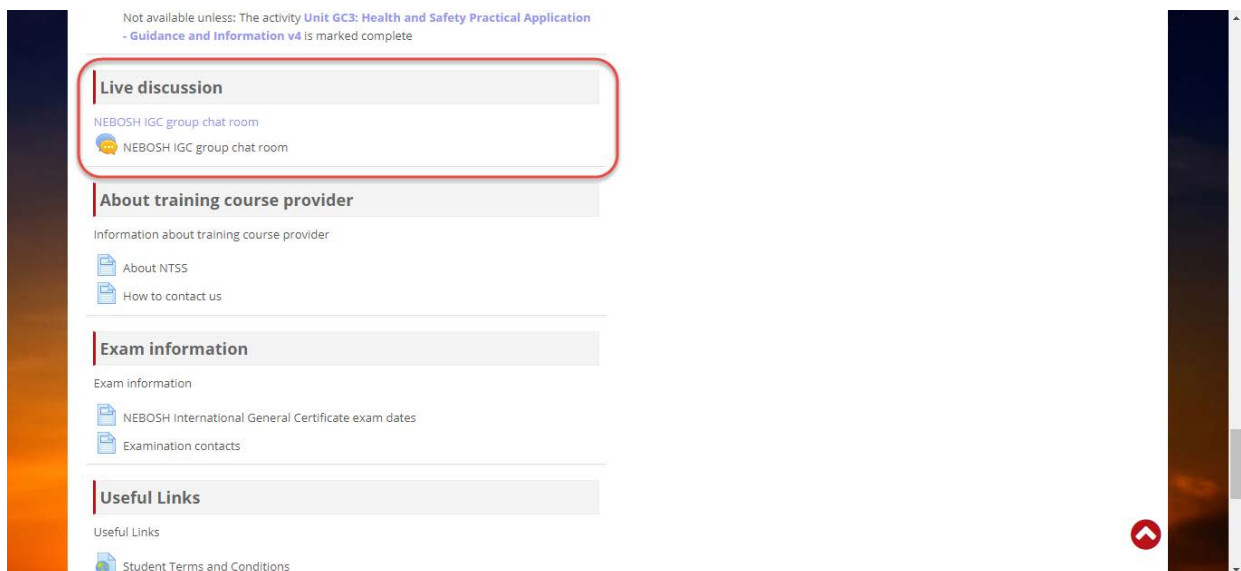 Not available unless: The activity Unit GC3: Health and Safety Practical Application
- Guidance and Information v4 is marked complete
Live discussion
NEBOSH IGC group chat room
NEBOSH IGC group chat room
About training course provider
Information about training course provider
About NTSS
How to contact us
Exam information
Exam information
NEBOSH International General Certificate exam dates
Examination contacts
Useful Links
Useful Links
Student Terms and Conditions